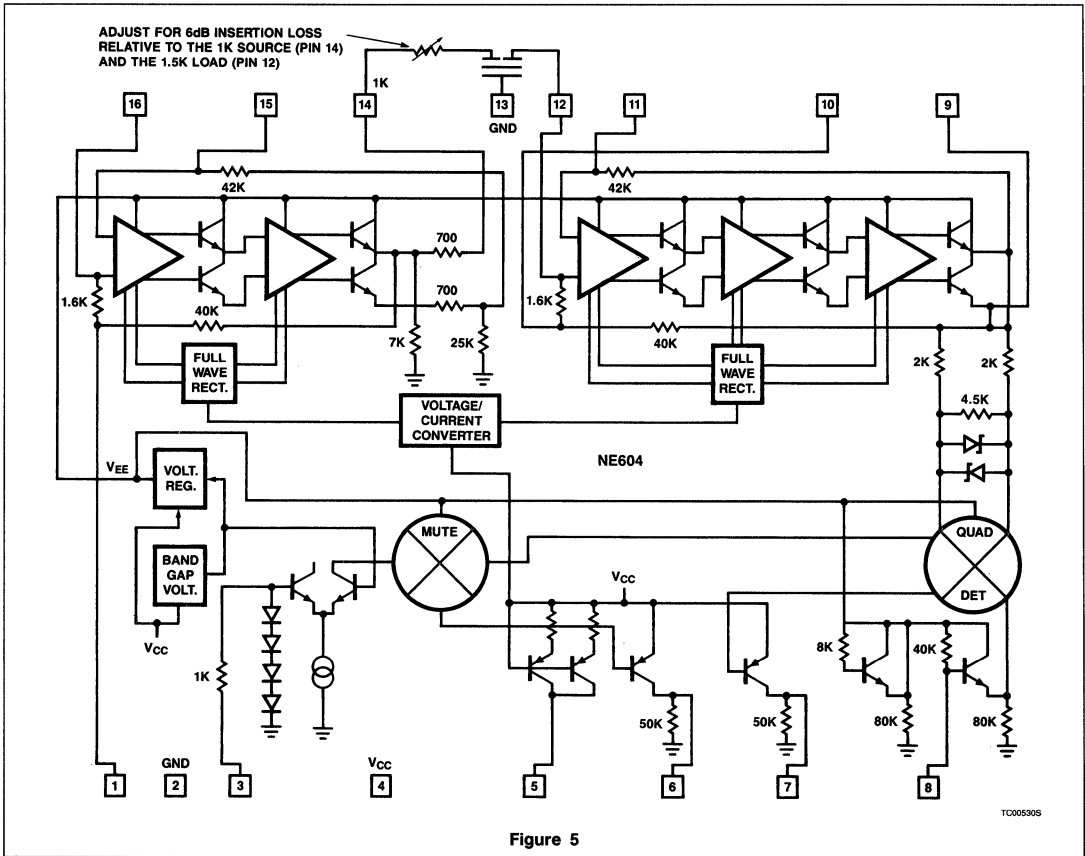 ADJUST FOR 6dB INSERTION LOSS
RELATIVE TO THE 1K SOURCE (PIN 14)
AND THE 1.5K LOAD (PIN 12)
1K
16
15
14
13
GND
12
11
10
9
42K
42K
700
700
1.6K
40K
7K
25K
1.6K
40K
2K
2K
4.5K
FULL
WAVE
RECT.
VOLTAGE/
CURRENT
CONVERTER
FULL
WAVE
RECT.
NE604
VEE
VOLT.
REG.
BAND
GAP
VOLT.
VCC
MUTE
QUAD
DET
VCC
1K
8K
40K
50K
50K
80K
80K
1
GND
2
3
VCC
4
5
6
7
8
TC00530S
Figure 5